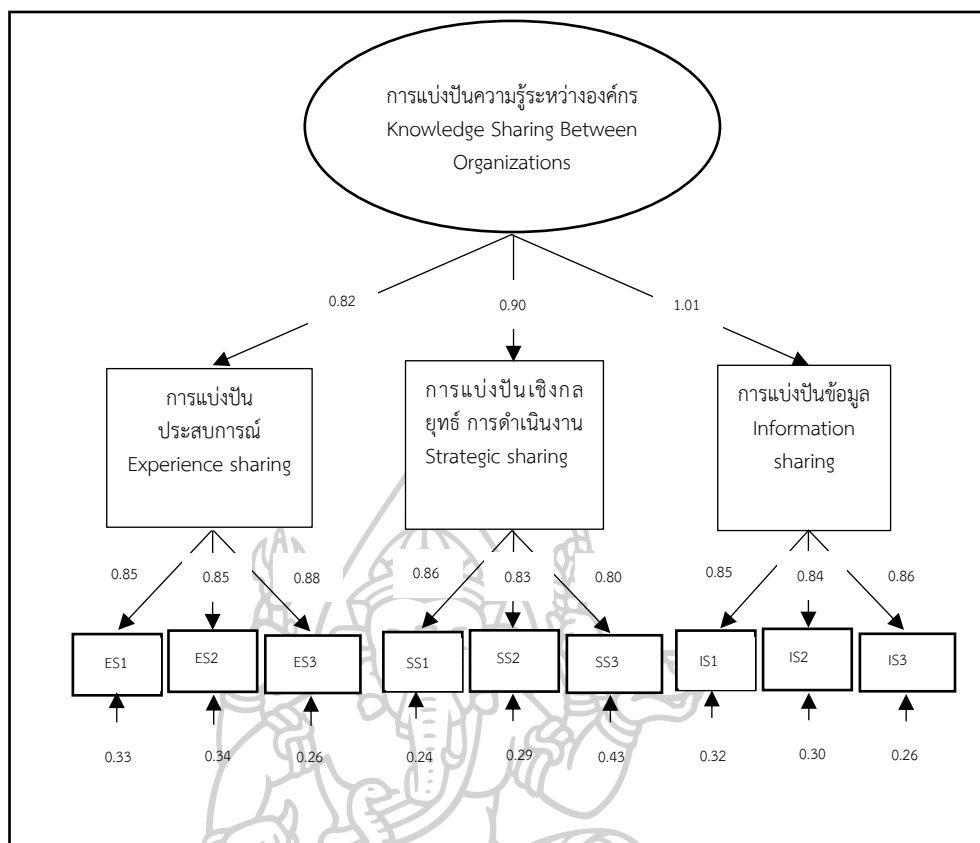 การแบ่งปันความรู้ระหว่างองค์กร
Knowledge Sharing Between
Organizations
0.82
0.90
1.01
การแบ่งปัน
ประสบการณ์
Experience sharing
การแบ่งปันเชิงกล
ยุทธ์ การดำเนินงาน
Strategic sharing
การแบ่งปันข้อมูล
Information
sharing
0.85
0.85
0.88
0.86
0.83
0.80
0.85
0.84
0.86
ES1
ES2
ES3
SS1
SS2
SS3
IS1
IS2
IS3
0.33
0.34
0.26
0.24
0.29
0.43
0.32
0.30
0.26